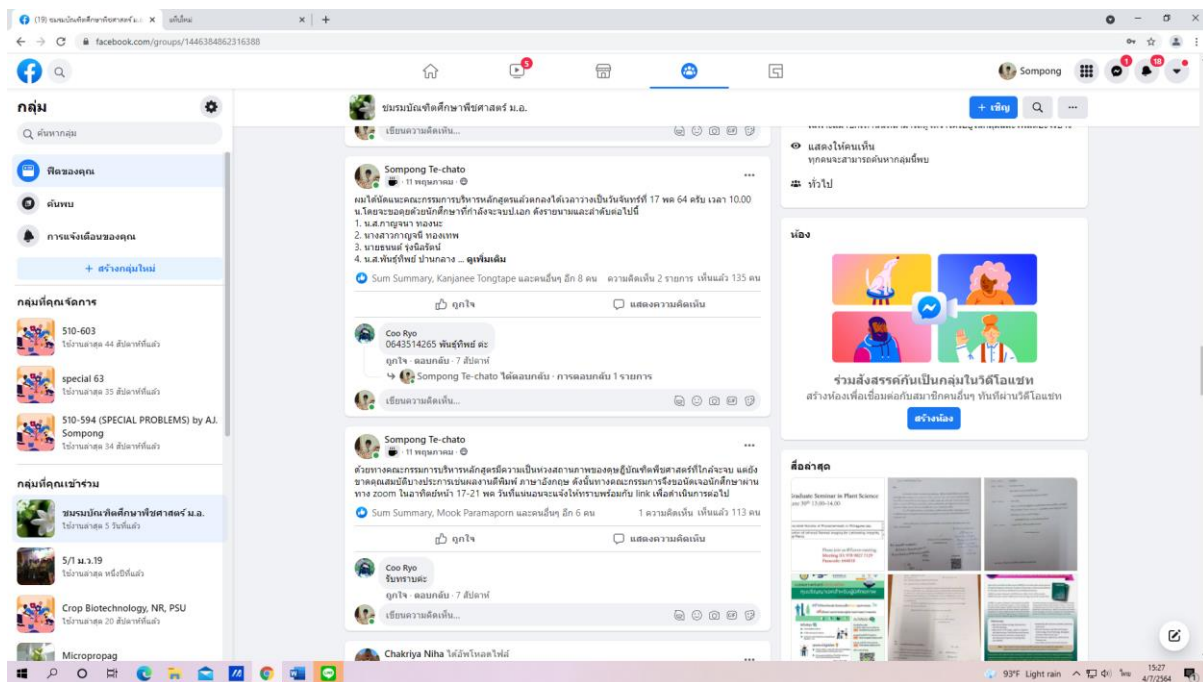 (19) ชมรมบัณฑิตศึกษาพืชศาสตร์ ม.อ.
แท็บใหม่
facebook.com/groups/1446384862316388
5
Sompong
1
18
กลุ่ม
ค้นหากลุ่ม
ฟีดของคุณ
ค้นพบ
การแจ้งเตือนของคุณ
+ สร้างกลุ่มใหม่
กลุ่มที่คุณจัดการ
510-603
ใช้งานล่าสุด 44 สัปดาห์ที่แล้ว
special 63
ใช้งานล่าสุด 35 สัปดาห์ที่แล้ว
510-594 (SPECIAL PROBLEMS) by AJ.
Sompong
ใช้งานล่าสุด 34 สัปดาห์ที่แล้ว
กลุ่มที่คุณเข้าร่วม
ชมรมบัณฑิตศึกษาพืชศาสตร์ ม.อ.
ใช้งานล่าสุด 5 วันที่แล้ว
5/1 ม.ว.19
ใช้งานล่าสุด หนึ่งปีที่แล้ว
Crop Biotechnology, NR, PSU
ใช้งานล่าสุด 20 สัปดาห์ที่แล้ว
Micropropag
ชมรมบัณฑิตศึกษาพืชศาสตร์ ม.อ.
+ เชิญ
เขียนความคิดเห็น...
Sompong Te-chato
11 พฤษภาคม
ผมได้นัดแนะคณะกรรมการบริหารหลักสูตรแล้วตกลงได้เวลาว่างเป็นวันจันทร์ที่ 17 พค 64 ครับ เวลา 10.00
น.โดยจะขอคุยด้วยนักศึกษาที่กำลังจะจบป.เอก ดังรายนามและลำดับต่อไปนี้
1. น.ส.กาญจนา ทองนะ
2. นางสาวกาญจนี ทองเทพ
3. นายธนนต์ รุ่งนิลรัตน์
4. น.ส.พันธุ์ทิพย์ ปานกลาง ... ดูเพิ่มเติม
Sum Summary, Kanjanee Tongtape และคนอื่นๆ อีก 8 คน ความคิดเห็น 2 รายการ เห็นแล้ว 135 คน
ถูกใจ แสดงความคิดเห็น
Coo Ryo
0643514265 พันธุ์ทิพย์ ค่ะ
ถูกใจ · ตอบกลับ · 7 สัปดาห์
Sompong Te-chato ได้ตอบกลับ · การตอบกลับ 1 รายการ
เขียนความคิดเห็น...
Sompong Te-chato
11 พฤษภาคม
ด้วยทางคณะกรรมการบริหารหลักสูตรมีความเป็นห่วงสถานภาพของดุษฎีบัณฑิตพืชศาสตร์ที่ใกล้จะจบ แต่ยัง
ขาดคุณสมบัติบางประการเช่นผลงานตีพิมพ์ ภาษาอังกฤษ ดังนั้นทางคณะกรรมการจึงขอนัดเจอนักศึกษาผ่าน
ทาง zoom ในอาทิตย์หน้า 17-21 พค วันที่แน่นอนจะแจ้งให้ทราบพร้อมกับ link เพื่อดำเนินการต่อไป
Sum Summary, Mook Paramaporn และคนอื่นๆ อีก 6 คน 1 ความคิดเห็น เห็นแล้ว 113 คน
ถูกใจ แสดงความคิดเห็น
Coo Ryo
รับทราบค่ะ
ถูกใจ · ตอบกลับ · 7 สัปดาห์
เขียนความคิดเห็น...
Chakriya Niha ได้อัพโหลดไฟล์
แสดงให้คนเห็น
ทุกคนจะสามารถค้นหากลุ่มนี้พบ
ทั่วไป
ห้อง
ร่วมสังสรรค์กันเป็นกลุ่มในวิดีโอแชท
สร้างห้องเพื่อเชื่อมต่อกับสมาชิกคนอื่นๆ ทันทีผ่านวิดีโอแชท
สร้างห้อง
สื่อล่าสุด
Graduate Seminar in Plant Science
93°F Light rain
ไทย
15:27
4/7/2564